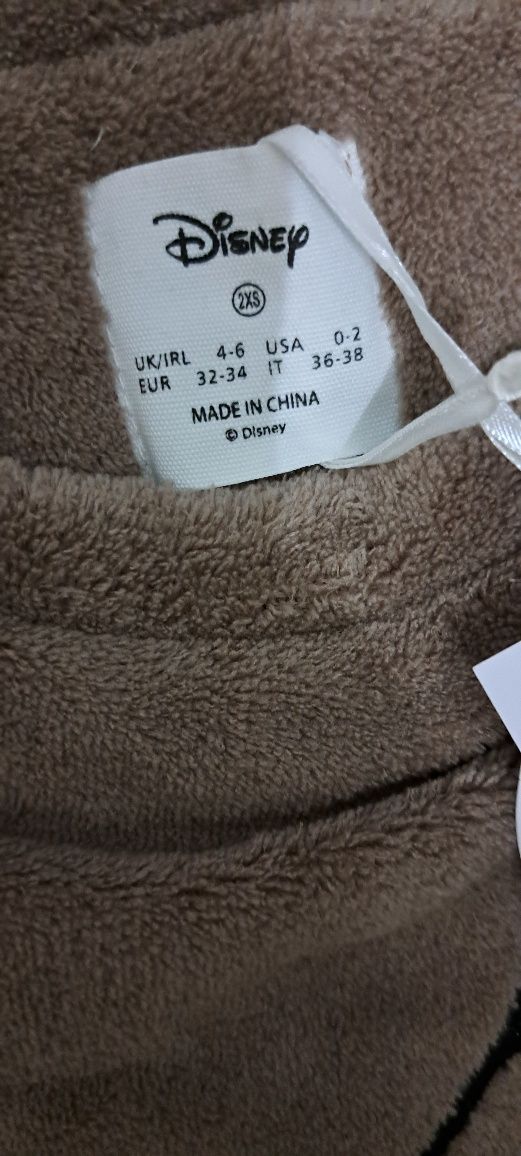 Disney
2XS
UK/IRL 4-6 USA 0-2
EUR 32-34 IT 36-38
MADE IN CHINA
© Disney